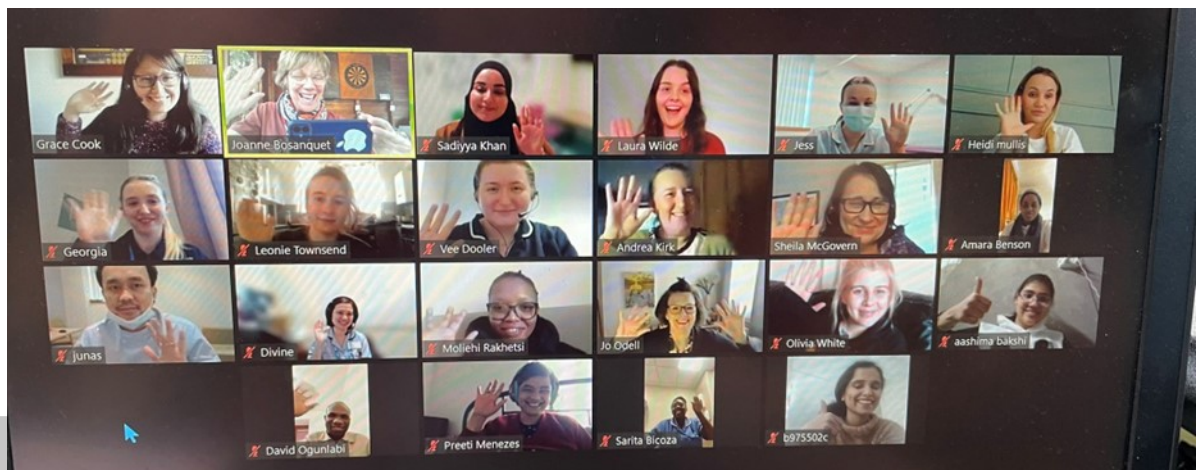 Grace Cook
Joanne Bosanquet
Sadiyya Khan
Laura Wilde
Jess
Heidi mullis
Georgia
Leonie Townsend
Vee Dooler
Andrea Kirk
Sheila McGovern
Amara Benson
junas
Divine
Moliehi Rakhetsi
Jo Odell
Olivia White
aashima bakshi
David Ogunlabi
Preeti Menezes
Sarita Bicoza
b975502c